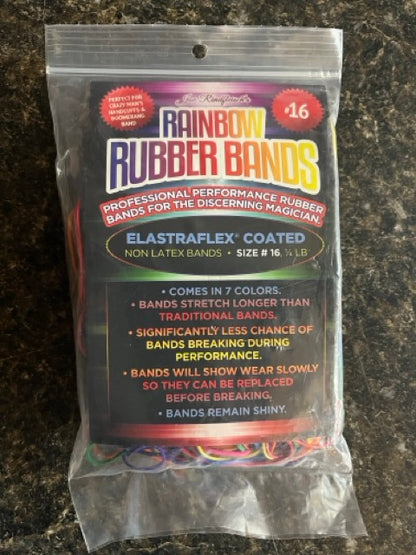 Joe Rindfleisch's
PERFECT FOR
CRAZY MAN'S
HANDCUFFS &
BOOMERANG
BAND!
#16
RAINBOW
RUBBER BANDS
PROFESSIONAL PERFORMANCE RUBBER
BANDS FOR THE DISCERNING MAGICIAN.
ELASTRAFLEX® COATED
NON LATEX BANDS • SIZE # 16, ¼ LB
• COMES IN 7 COLORS.
• BANDS STRETCH LONGER THAN
TRADITIONAL BANDS.
• SIGNIFICANTLY LESS CHANCE OF
BANDS BREAKING DURING
PERFORMANCE.
• BANDS WILL SHOW WEAR SLOWLY
SO THEY CAN BE REPLACED
BEFORE BREAKING.
• BANDS REMAIN SHINY.